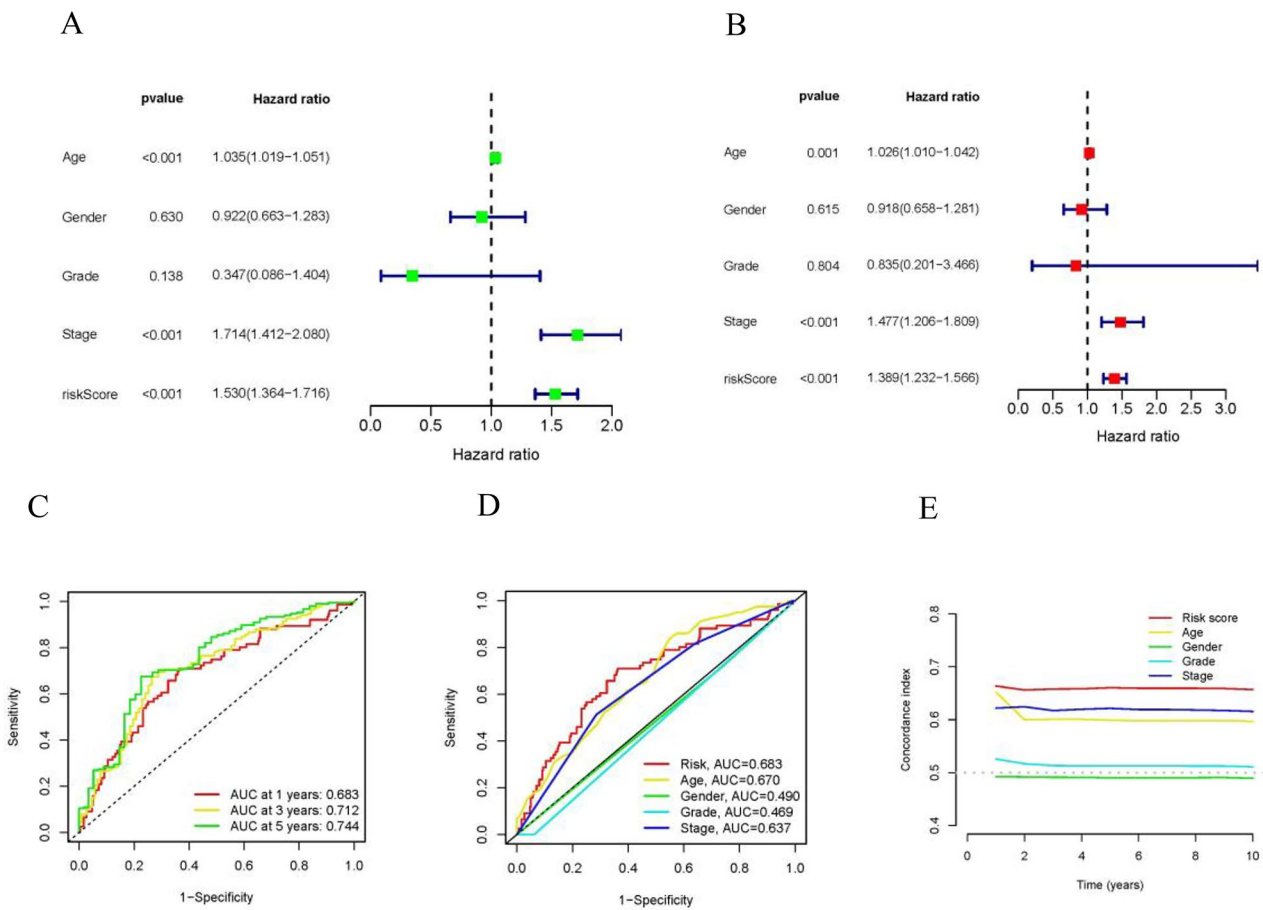 A
pvalue Hazard ratio
Age <0.001 1.035(1.019−1.051)
Gender 0.630 0.922(0.663−1.283)
Grade 0.138 0.347(0.086−1.404)
Stage <0.001 1.714(1.412−2.080)
riskScore <0.001 1.530(1.364−1.716)
0.0 0.5 1.0 1.5 2.0
Hazard ratio
B
pvalue Hazard ratio
Age 0.001 1.026(1.010−1.042)
Gender 0.615 0.918(0.658−1.281)
Grade 0.804 0.835(0.201−3.466)
Stage <0.001 1.477(1.206−1.809)
riskScore <0.001 1.389(1.232−1.566)
0.0 0.5 1.0 1.5 2.0 2.5 3.0
Hazard ratio
C
Sensitivity
1.0
0.8
0.6
0.4
0.2
0.0
AUC at 1 years: 0.683
AUC at 3 years: 0.712
AUC at 5 years: 0.744
0.0 0.2 0.4 0.6 0.8 1.0
1−Specificity
D
Sensitivity
1.0
0.8
0.6
0.4
0.2
0.0
Risk, AUC=0.683
Age, AUC=0.670
Gender, AUC=0.490
Grade, AUC=0.469
Stage, AUC=0.637
0.0 0.2 0.4 0.6 0.8 1.0
1−Specificity
E
Concordance index
0.8
0.7
0.6
0.5
0.4
Risk score
Age
Gender
Grade
Stage
0 2 4 6 8 10
Time (years)